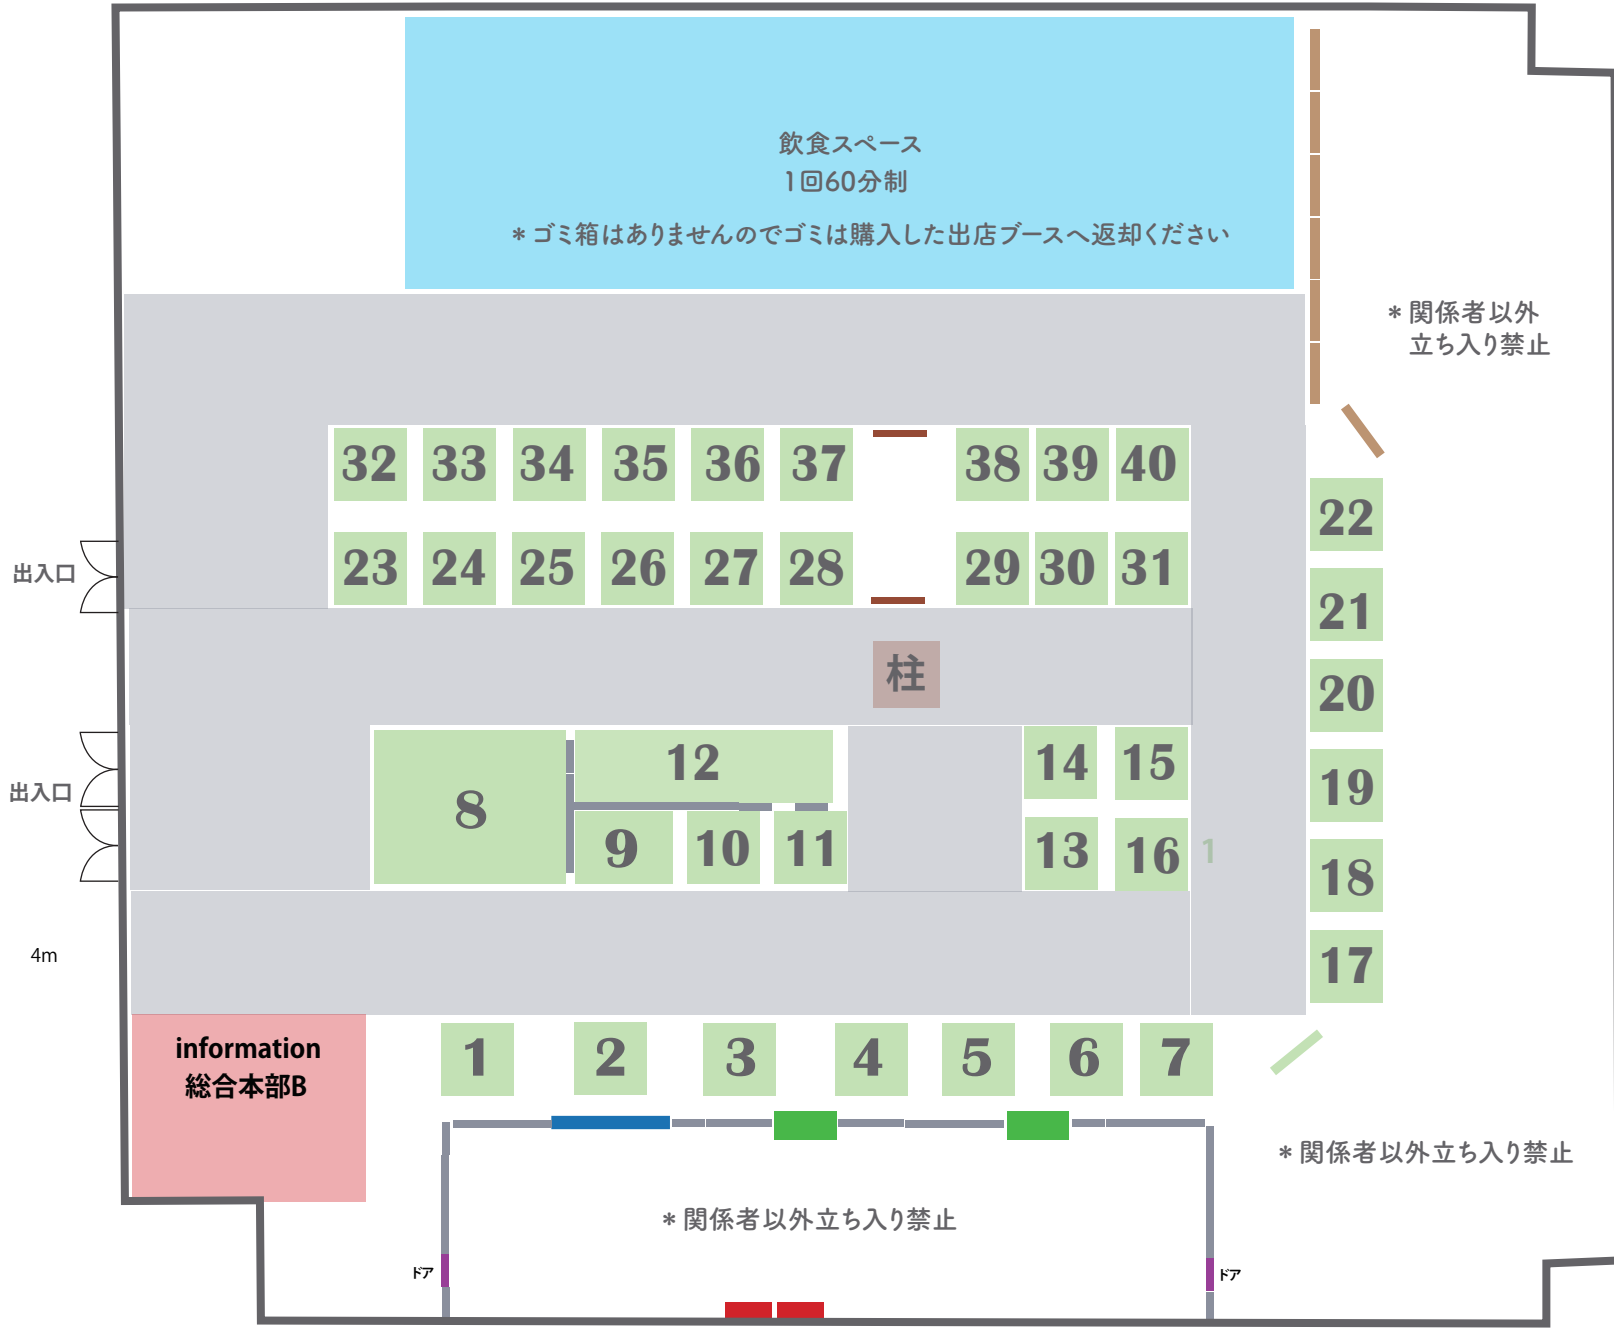 飲食スペース
1回60分制
*ゴミ箱はありませんのでゴミは購入した出店ブースへ返却ください
*関係者以外
立ち入り禁止
32 33 34 35 36 37 38 39 40
22
23 24 25 26 27 28 29 30 31
出入口
21
柱
20
12 14 15
出入口
8
19
9 10 11 13 16 1
18
4m
17
information
総合本部B
1 2 3 4 5 6 7
*関係者以外立ち入り禁止
*関係者以外立ち入り禁止
ドア
ドア